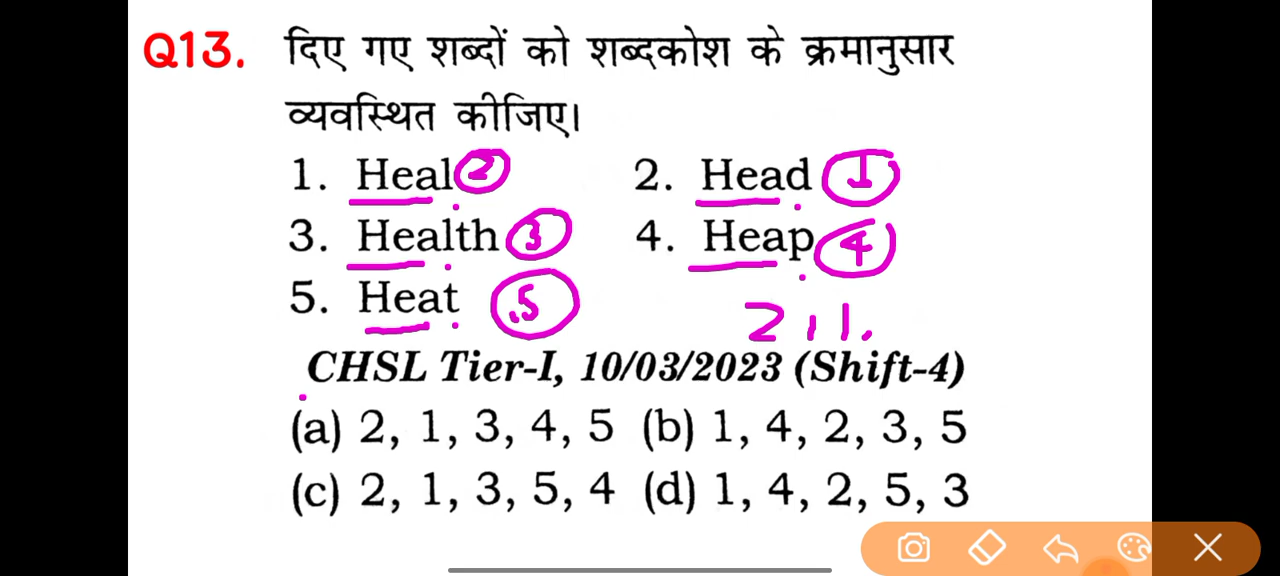 Q13. दिए गए शब्दों को शब्दकोश के क्रमानुसार
व्यवस्थित कीजिए।
1. Heal ② 2. Head ①
3. Health ③ 4. Heap ④
5. Heat .5 2,1.
CHSL Tier-I, 10/03/2023 (Shift-4)
(a) 2, 1, 3, 4, 5 (b) 1, 4, 2, 3, 5
(c) 2, 1, 3, 5, 4 (d) 1, 4, 2, 5, 3